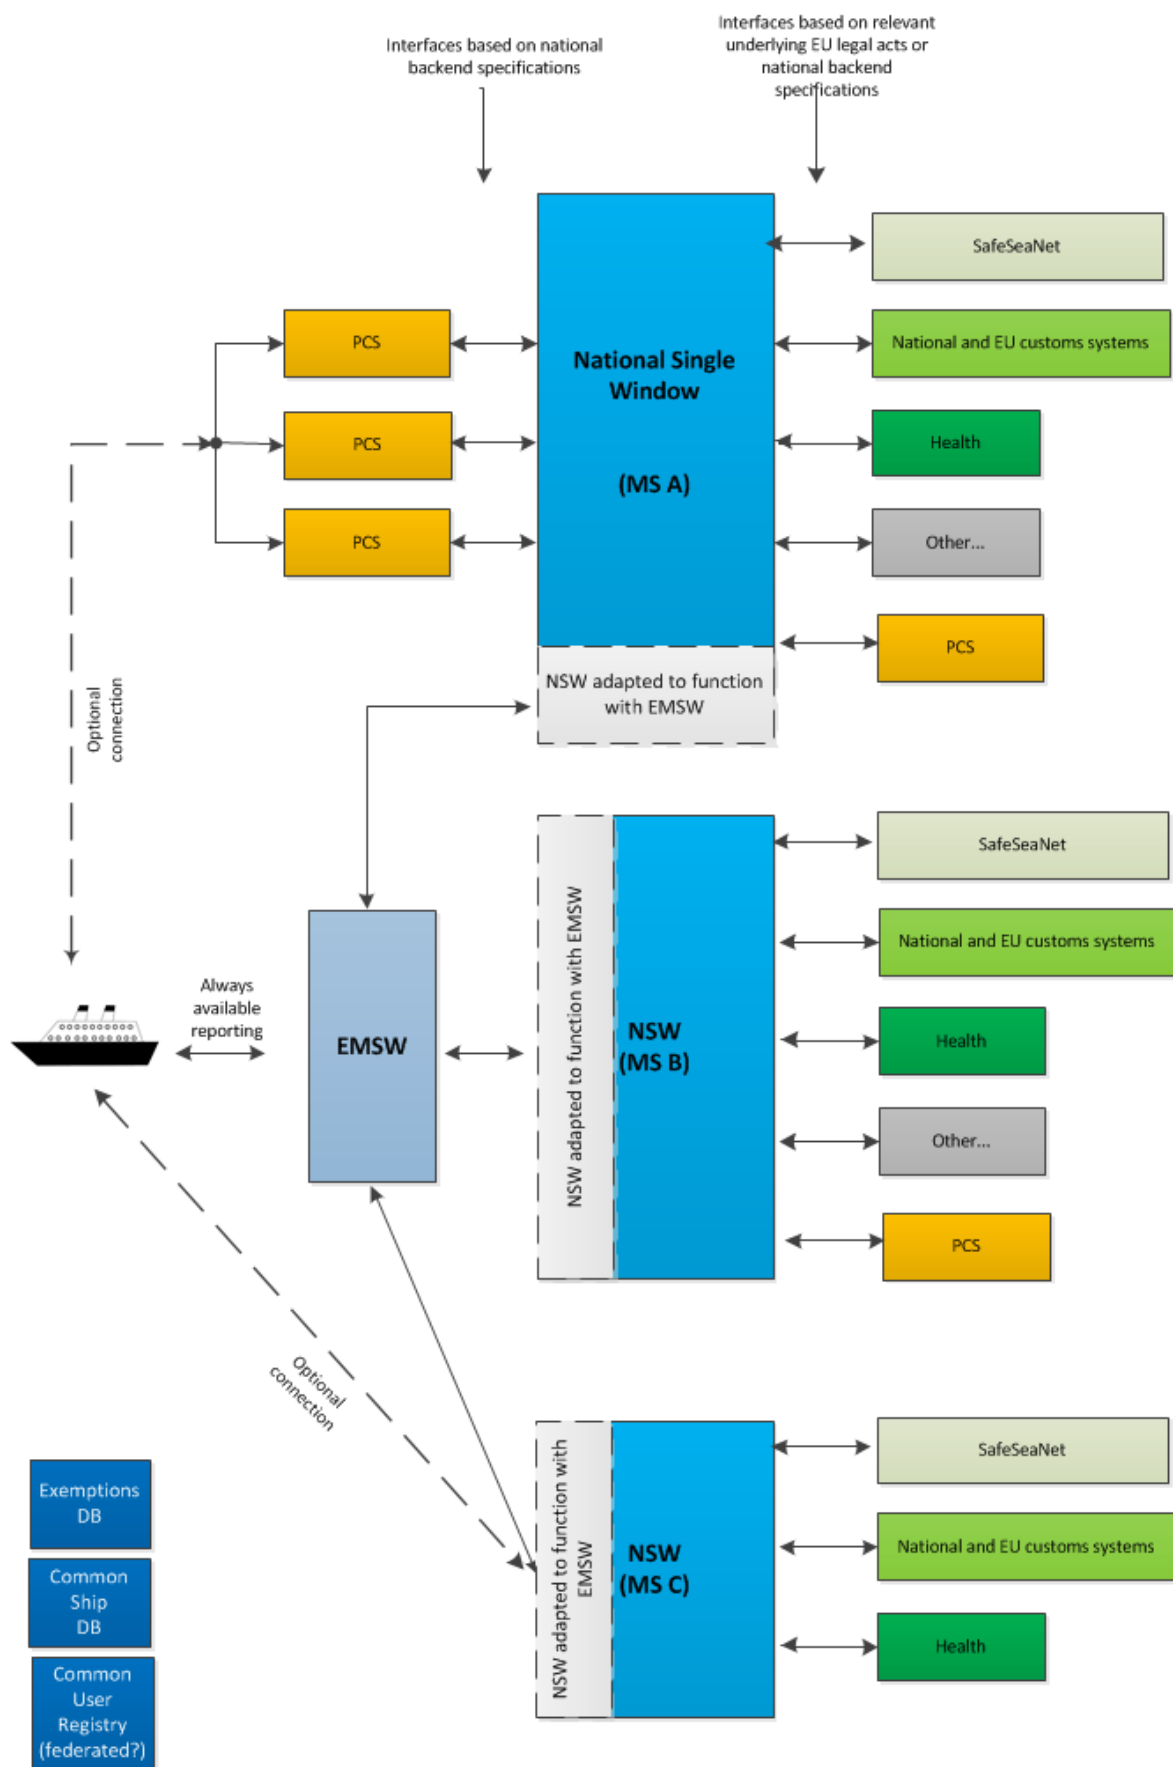 Interfaces based on national
backend specifications
Interfaces based on relevant
underlying EU legal acts or
national backend
specifications
SafeSeaNet
PCS
National Single
Window
(MS A)
National and EU customs systems
PCS
Health
PCS
Other...
PCS
NSW adapted to function
with EMSW
Optional
connection
SafeSeaNet
NSW adapted to function with EMSW
National and EU customs systems
Always
available
reporting
EMSW
NSW
(MS B)
Health
Other...
PCS
Optional
connection
SafeSeaNet
NSW adapted to function with
EMSW
NSW
(MS C)
National and EU customs systems
Health
Exemptions
DB
Common
Ship
DB
Common
User
Registry
(federated?)